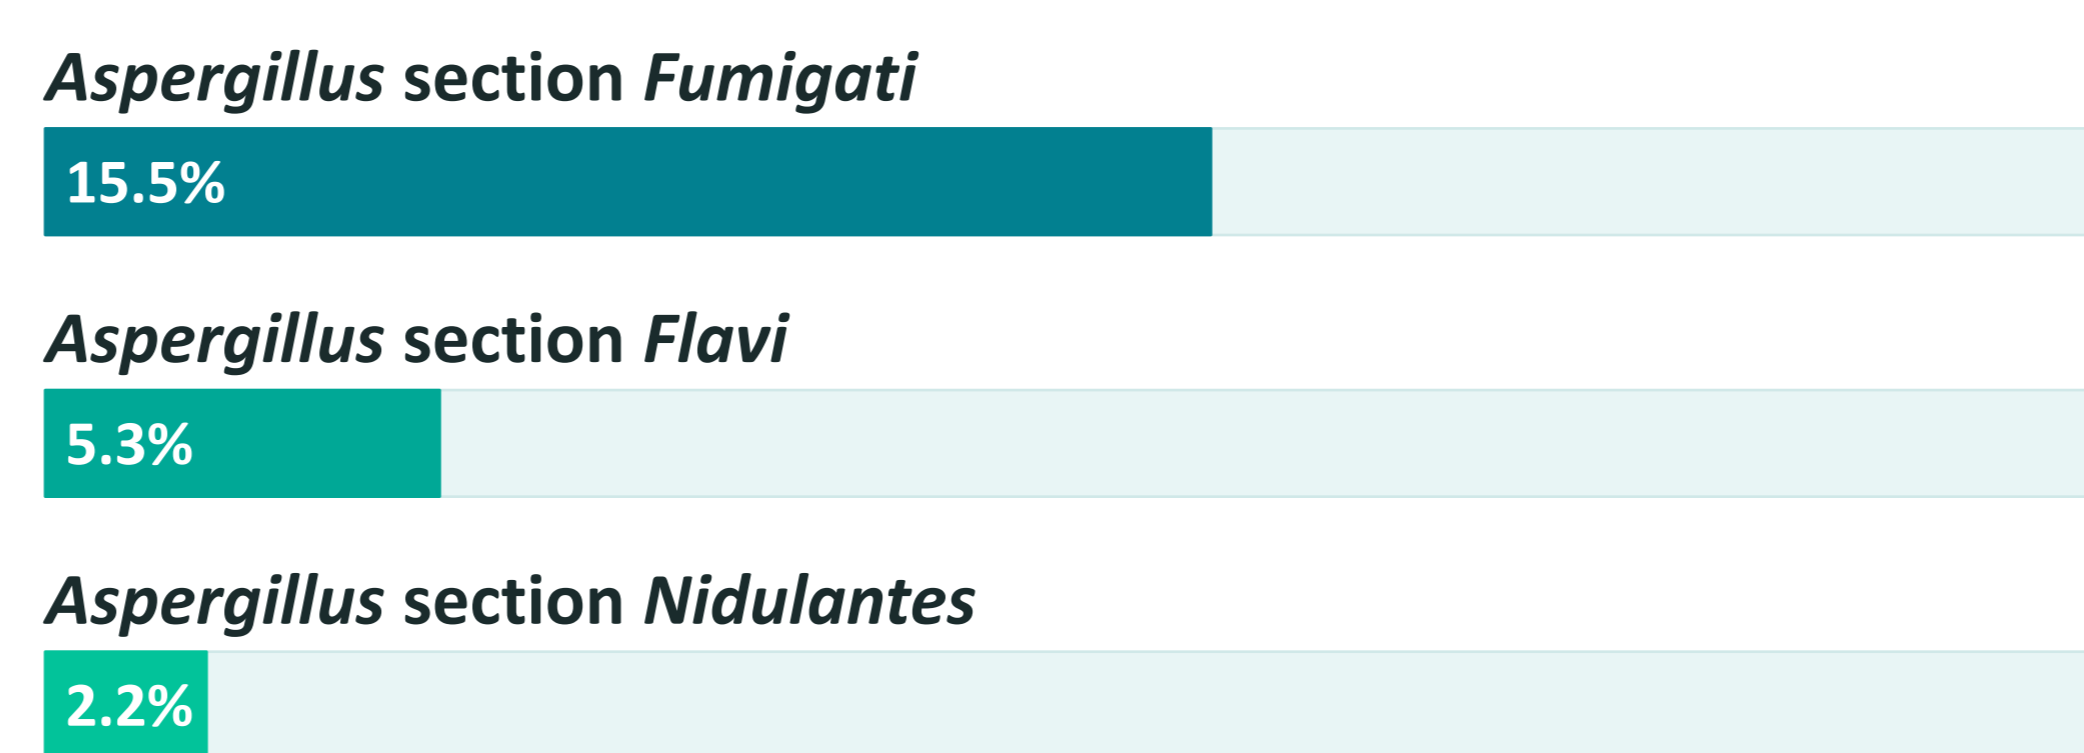 Aspergillus section Fumigati
15.5%
Aspergillus section Flavi
5.3%
Aspergillus section Nidulantes
2.2%